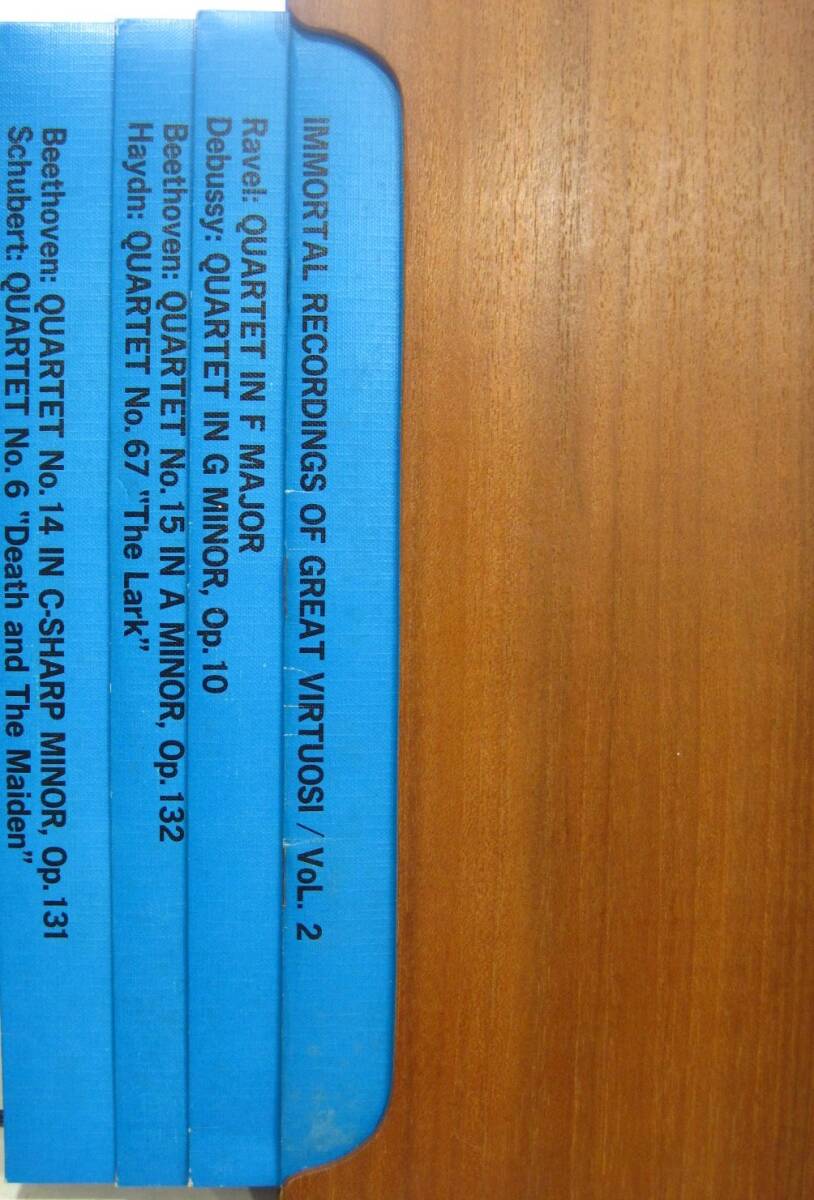 IMMORTAL RECORDINGS OF GREAT VIRTUOSI / VoL. 2
Ravel: QUARTET IN F MAJOR
Debussy: QUARTET IN G MINOR, Op. 10
Beethoven: QUARTET No. 15 IN A MINOR, Op. 132
Haydn: QUARTET No. 67 "The Lark"
Beethoven: QUARTET No. 14 IN C-SHARP MINOR, Op. 131
Schubert: QUARTET No. 6 "Death and The Maiden"